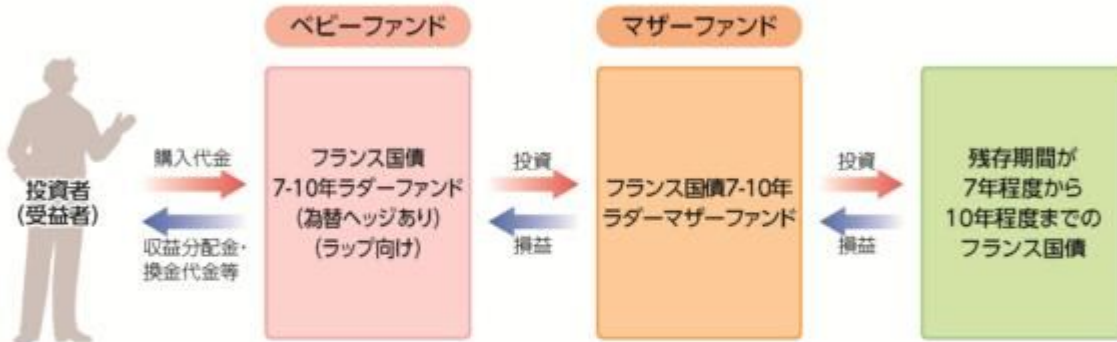 ベビーファンド
マザーファンド
投資者
(受益者)
購入代金
収益分配金・
換金代金等
フランス国債
7-10年ラダーファンド
(為替ヘッジあり)
(ラップ向け)
投資
損益
フランス国債7-10年
ラダーマザーファンド
投資
損益
残存期間が
7年程度から
10年程度までの
フランス国債